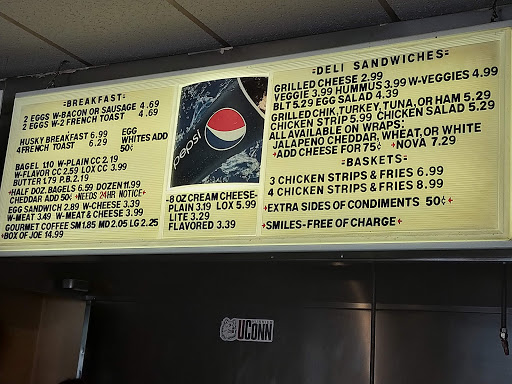 -BREAKFAST-
2 EGGS W-BACON OR SAUSAGE 4.69
2 EGGS W-2 FRENCH TOAST 4.69
HUSKY BREAKFAST 6.99
4 FRENCH TOAST 5.29
EGG
WHITES ADD
50¢
BAGEL 1.10 W-PLAIN CC 2.19
W-FLAVOR CC 2.59 LOX CC 3.99
BUTTER 1.79 P.B. 2.19
+HALF DOZ. BAGELS 6.59 DOZEN 11.99
CHEDDAR ADD 50¢ +NEEDS 24HR NOTICE+
EGG SANDWICH 2.89 W-CHEESE 3.39
W-MEAT 3.49 W-MEAT & CHEESE 3.99
GOURMET COFFEE SM 1.85 MD 2.05 LG 2.25
+BOX OF JOE 14.99
pepsi
-8 OZ CREAM CHEESE-
PLAIN 3.19 LOX 5.99
LITE 3.29
FLAVORED 3.39
-DELI SANDWICHES-
GRILLED CHEESE 2.99
VEGGIE 3.99 HUMMUS 3.99 W-VEGGIES 4.99
BLT 5.29 EGG SALAD 4.39
GRILLED CHIK, TURKEY, TUNA, OR HAM 5.29
CHICKEN STRIP 5.99 CHICKEN SALAD 5.29
ALL AVAILABLE ON WRAPS:
JALAPENO CHEDDAR, WHEAT, OR WHITE
+ADD CHEESE FOR 75¢ +NOVA 7.29
-BASKETS-
3 CHICKEN STRIPS & FRIES 6.99
4 CHICKEN STRIPS & FRIES 8.99
+EXTRA SIDES OF CONDIMENTS 50¢+
+SMILES-FREE OF CHARGE+
UCONN